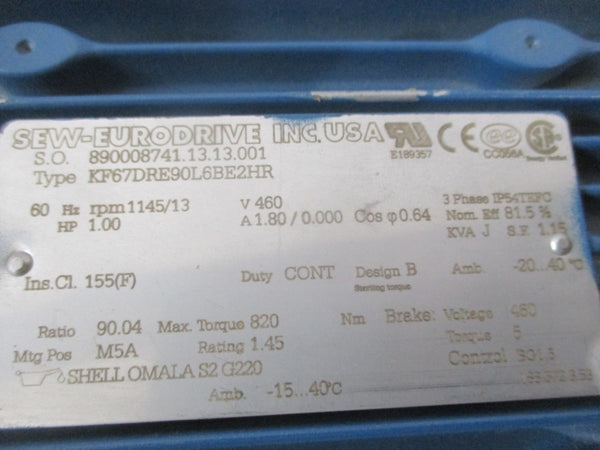 SEW-EURODRIVE INC. USA
E189357 CC056A
S.O. 890008741.13.13.001
Type KF67DRE90L6BE2HR
60 Hz rpm 1145/13 V 460 3 Phase IP54TEFC
HP 1.00 A 1.80 / 0.000 Cos φ 0.64 Nom. Eff 81.5 %
KVA J S.F. 1.15
Ins.Cl. 155(F) Duty CONT Design B Amb. -20...40 °C
Starting torque
Ratio 90.04 Max. Torque 820 Nm Brake: Voltage 460
Mtg Pos M5A Rating 1.45 Torque 5
SHELL OMALA S2 G220 Control
Amb. -15...40°C